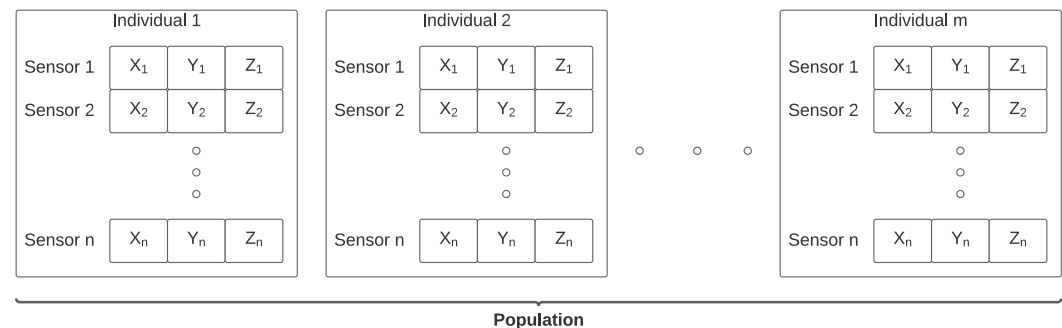 Individual 1 Individual 2 Individual m
Sensor 1 X₁ Y₁ Z₁ Sensor 1 X₁ Y₁ Z₁ Sensor 1 X₁ Y₁ Z₁
Sensor 2 X₂ Y₂ Z₂ Sensor 2 X₂ Y₂ Z₂ Sensor 2 X₂ Y₂ Z₂
Sensor n Xₙ Yₙ Zₙ Sensor n Xₙ Yₙ Zₙ Sensor n Xₙ Yₙ Zₙ
Population